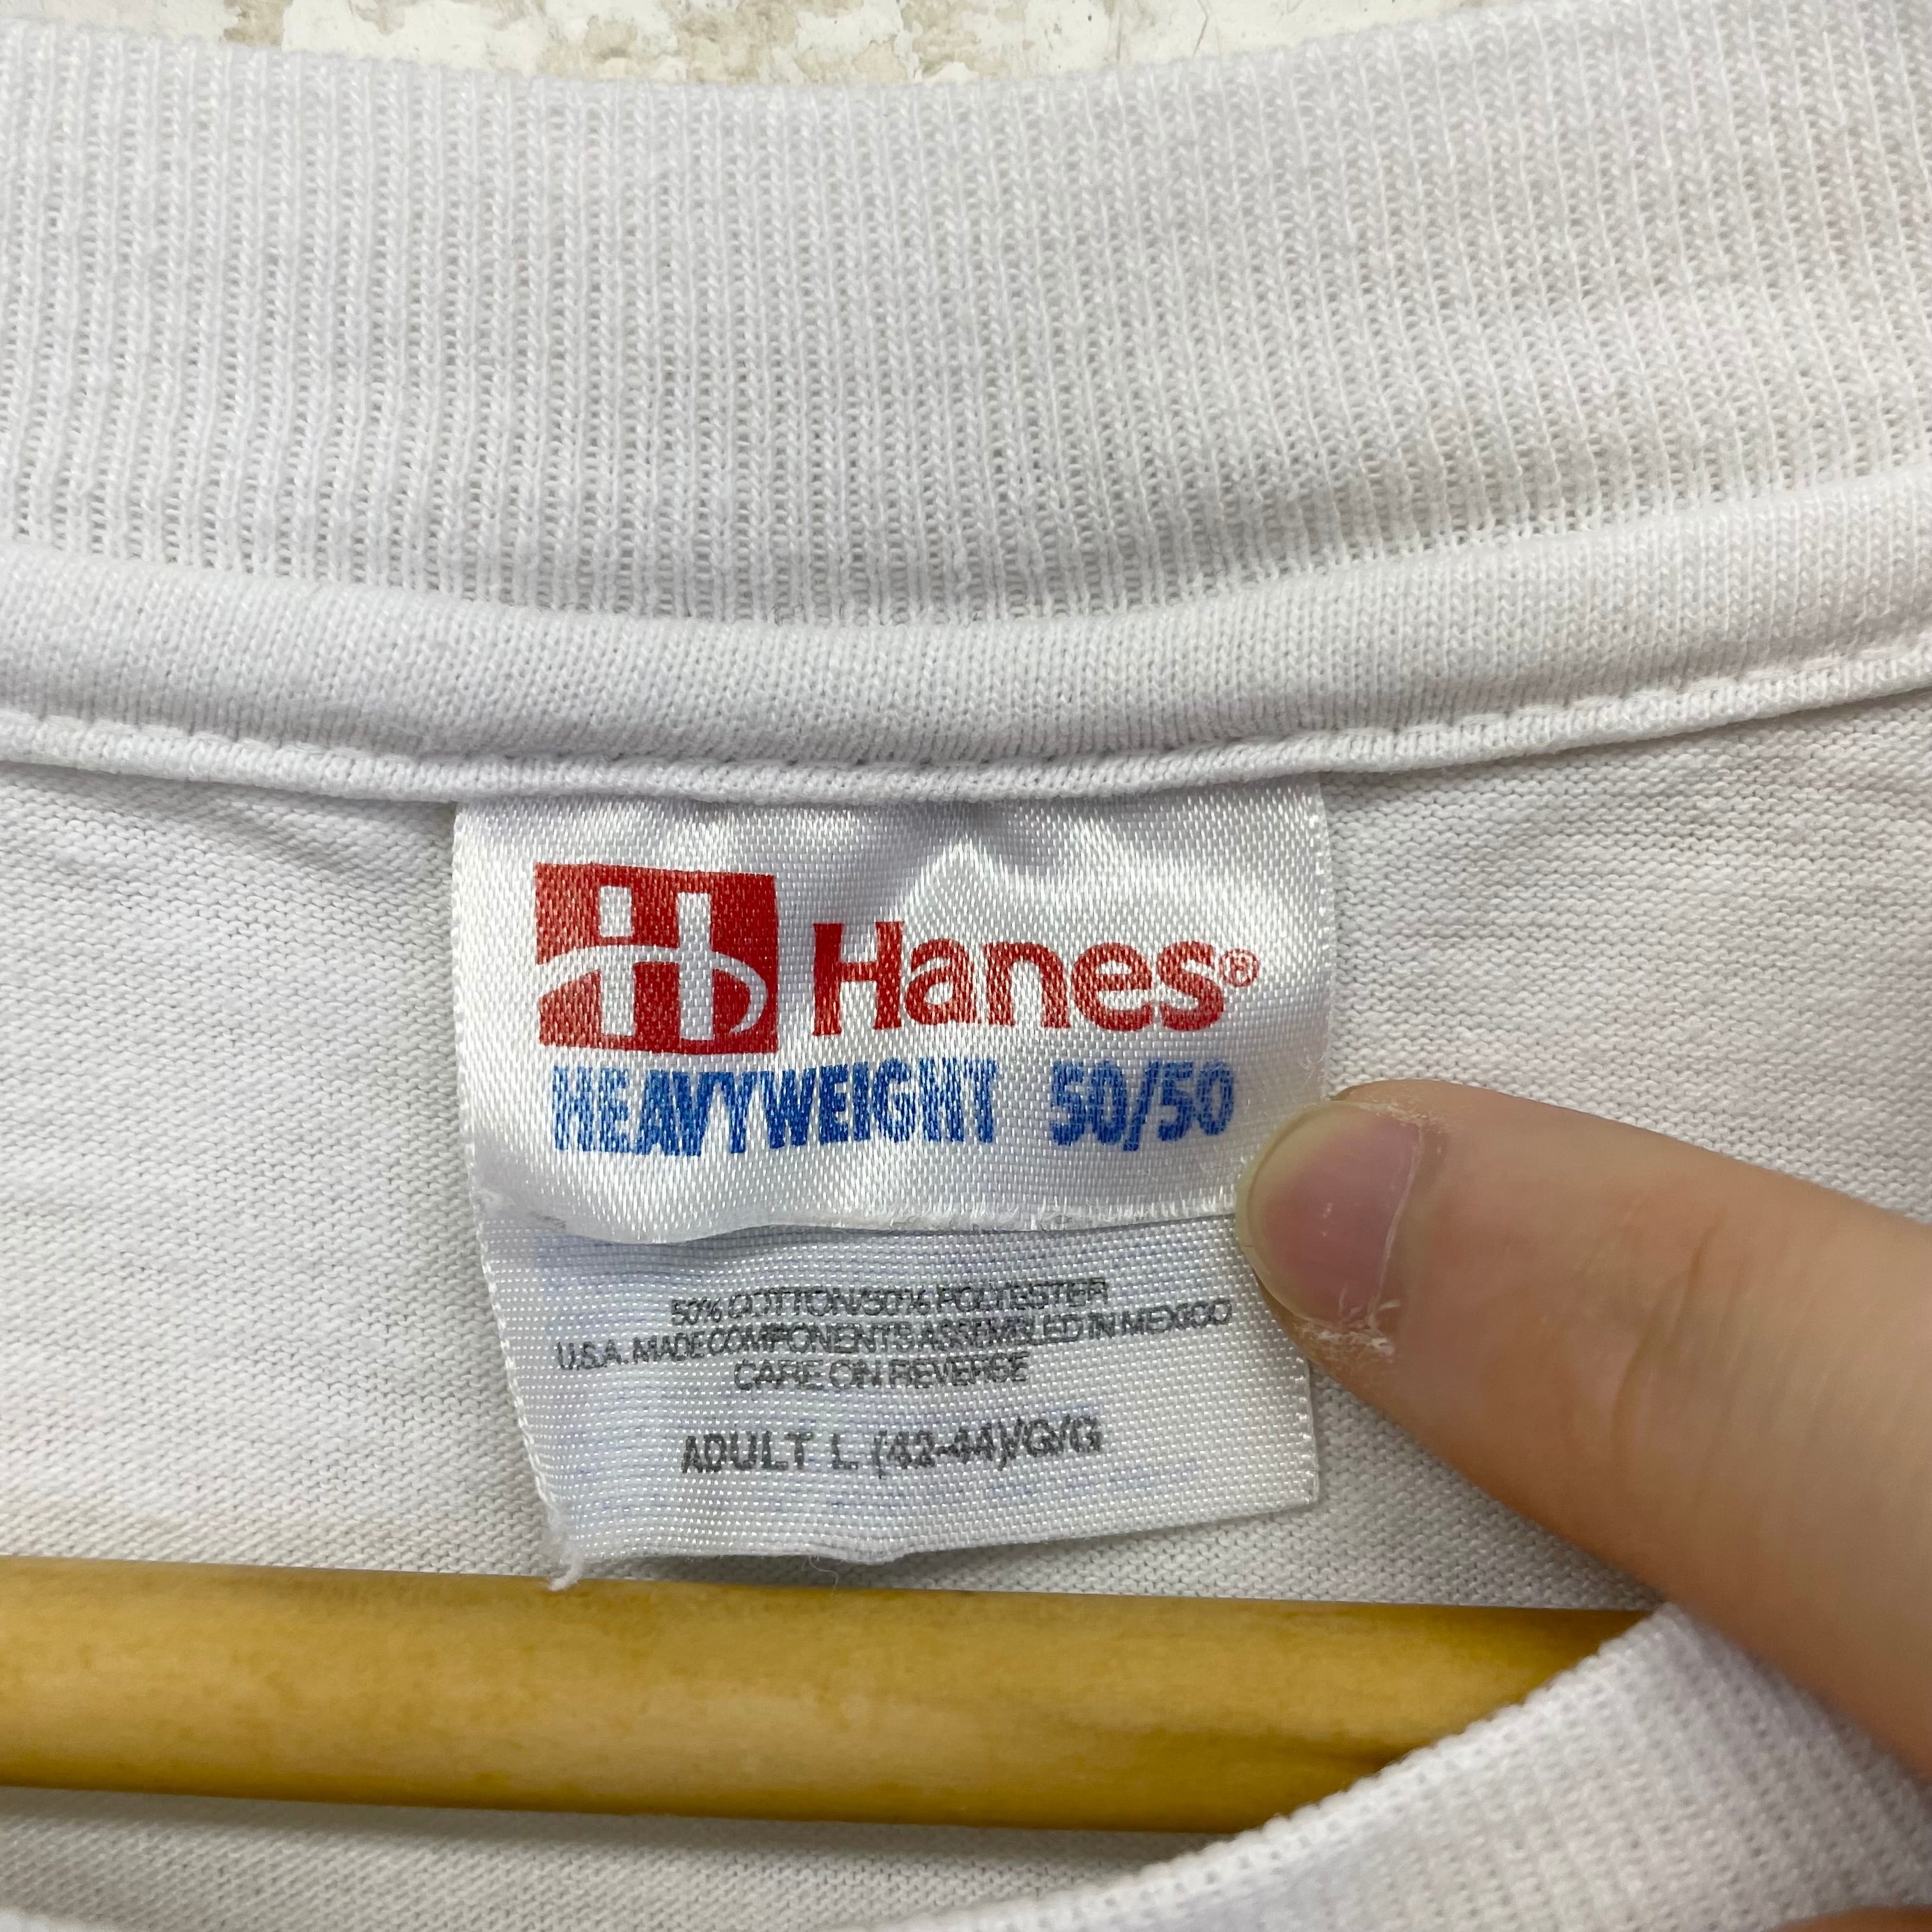 H Hanes®
HEAVYWEIGHT 50/50
50% COTTON/50% POLYESTER
U.S.A. MADE COMPONENTS ASSEMBLED IN MEXICO
CARE ON REVERSE
ADULT L (42-44)/G/G